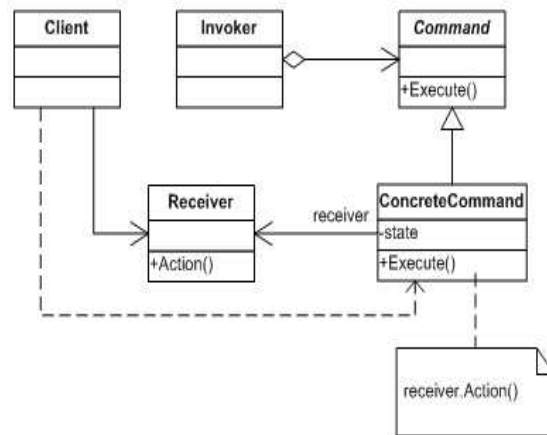 Client
Invoker
Command
+Execute()
Receiver
+Action()
receiver
ConcreteCommand
-state
+Execute()
receiver.Action()